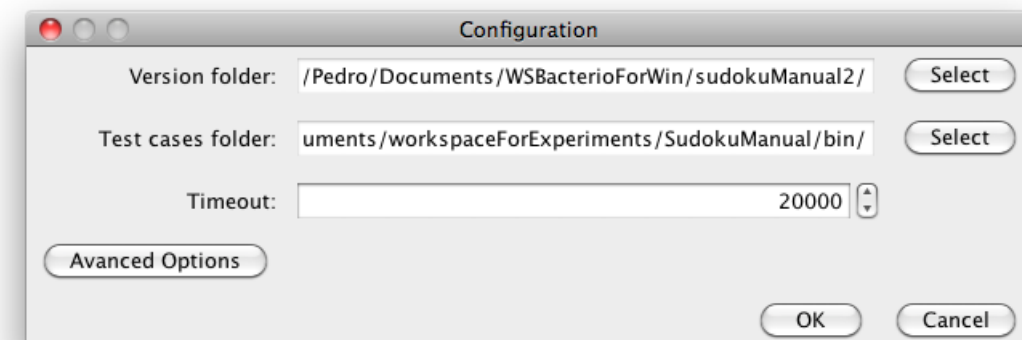 Configuration
Version folder: /Pedro/Documents/WSBacterioForWin/sudokuManual2/ Select
Test cases folder: uments/workspaceForExperiments/SudokuManual/bin/ Select
Timeout: 20000
Avanced Options
OK Cancel